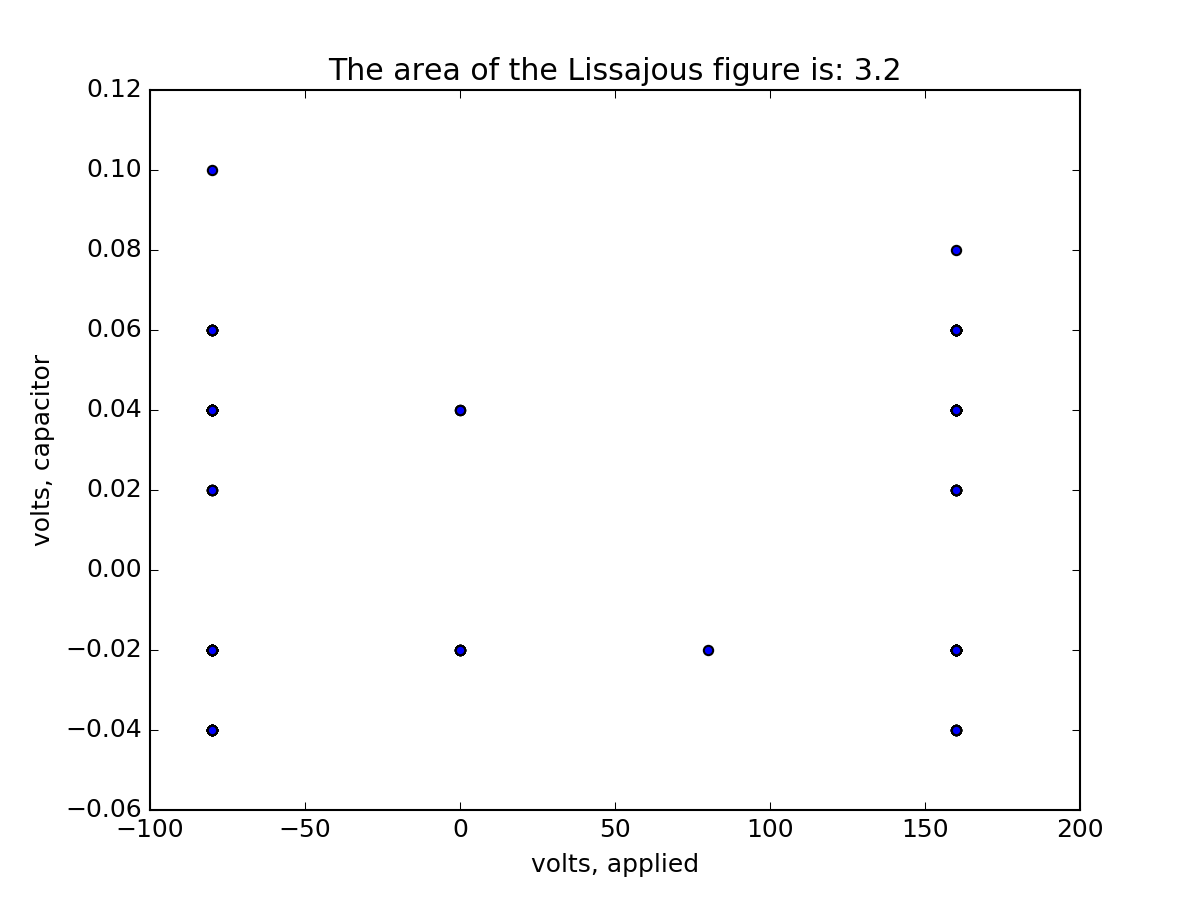 The area of the Lissajous figure is: 3.2
0.12
0.10
0.08
0.06
0.04
0.02
0.00
−0.02
−0.04
−0.06
volts, capacitor
−100 −50 0 50 100 150 200
volts, applied